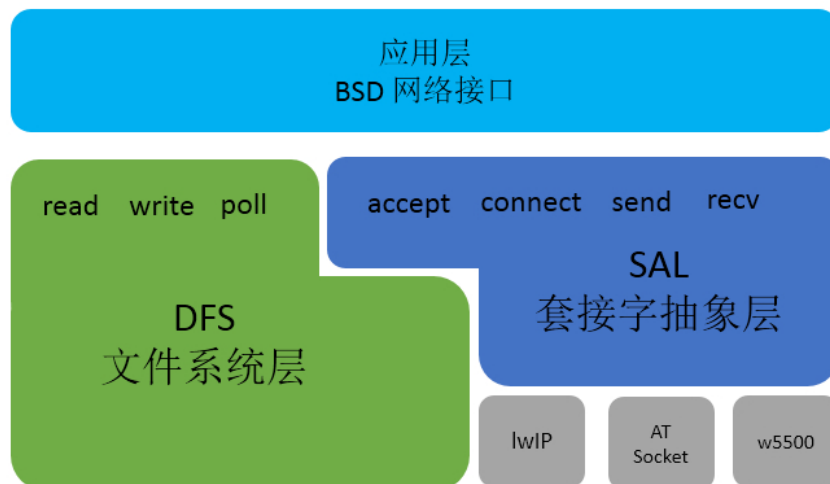 应用层
BSD 网络接口
read write poll
accept connect send recv
DFS
文件系统层
SAL
套接字抽象层
lwIP
AT
Socket
w5500